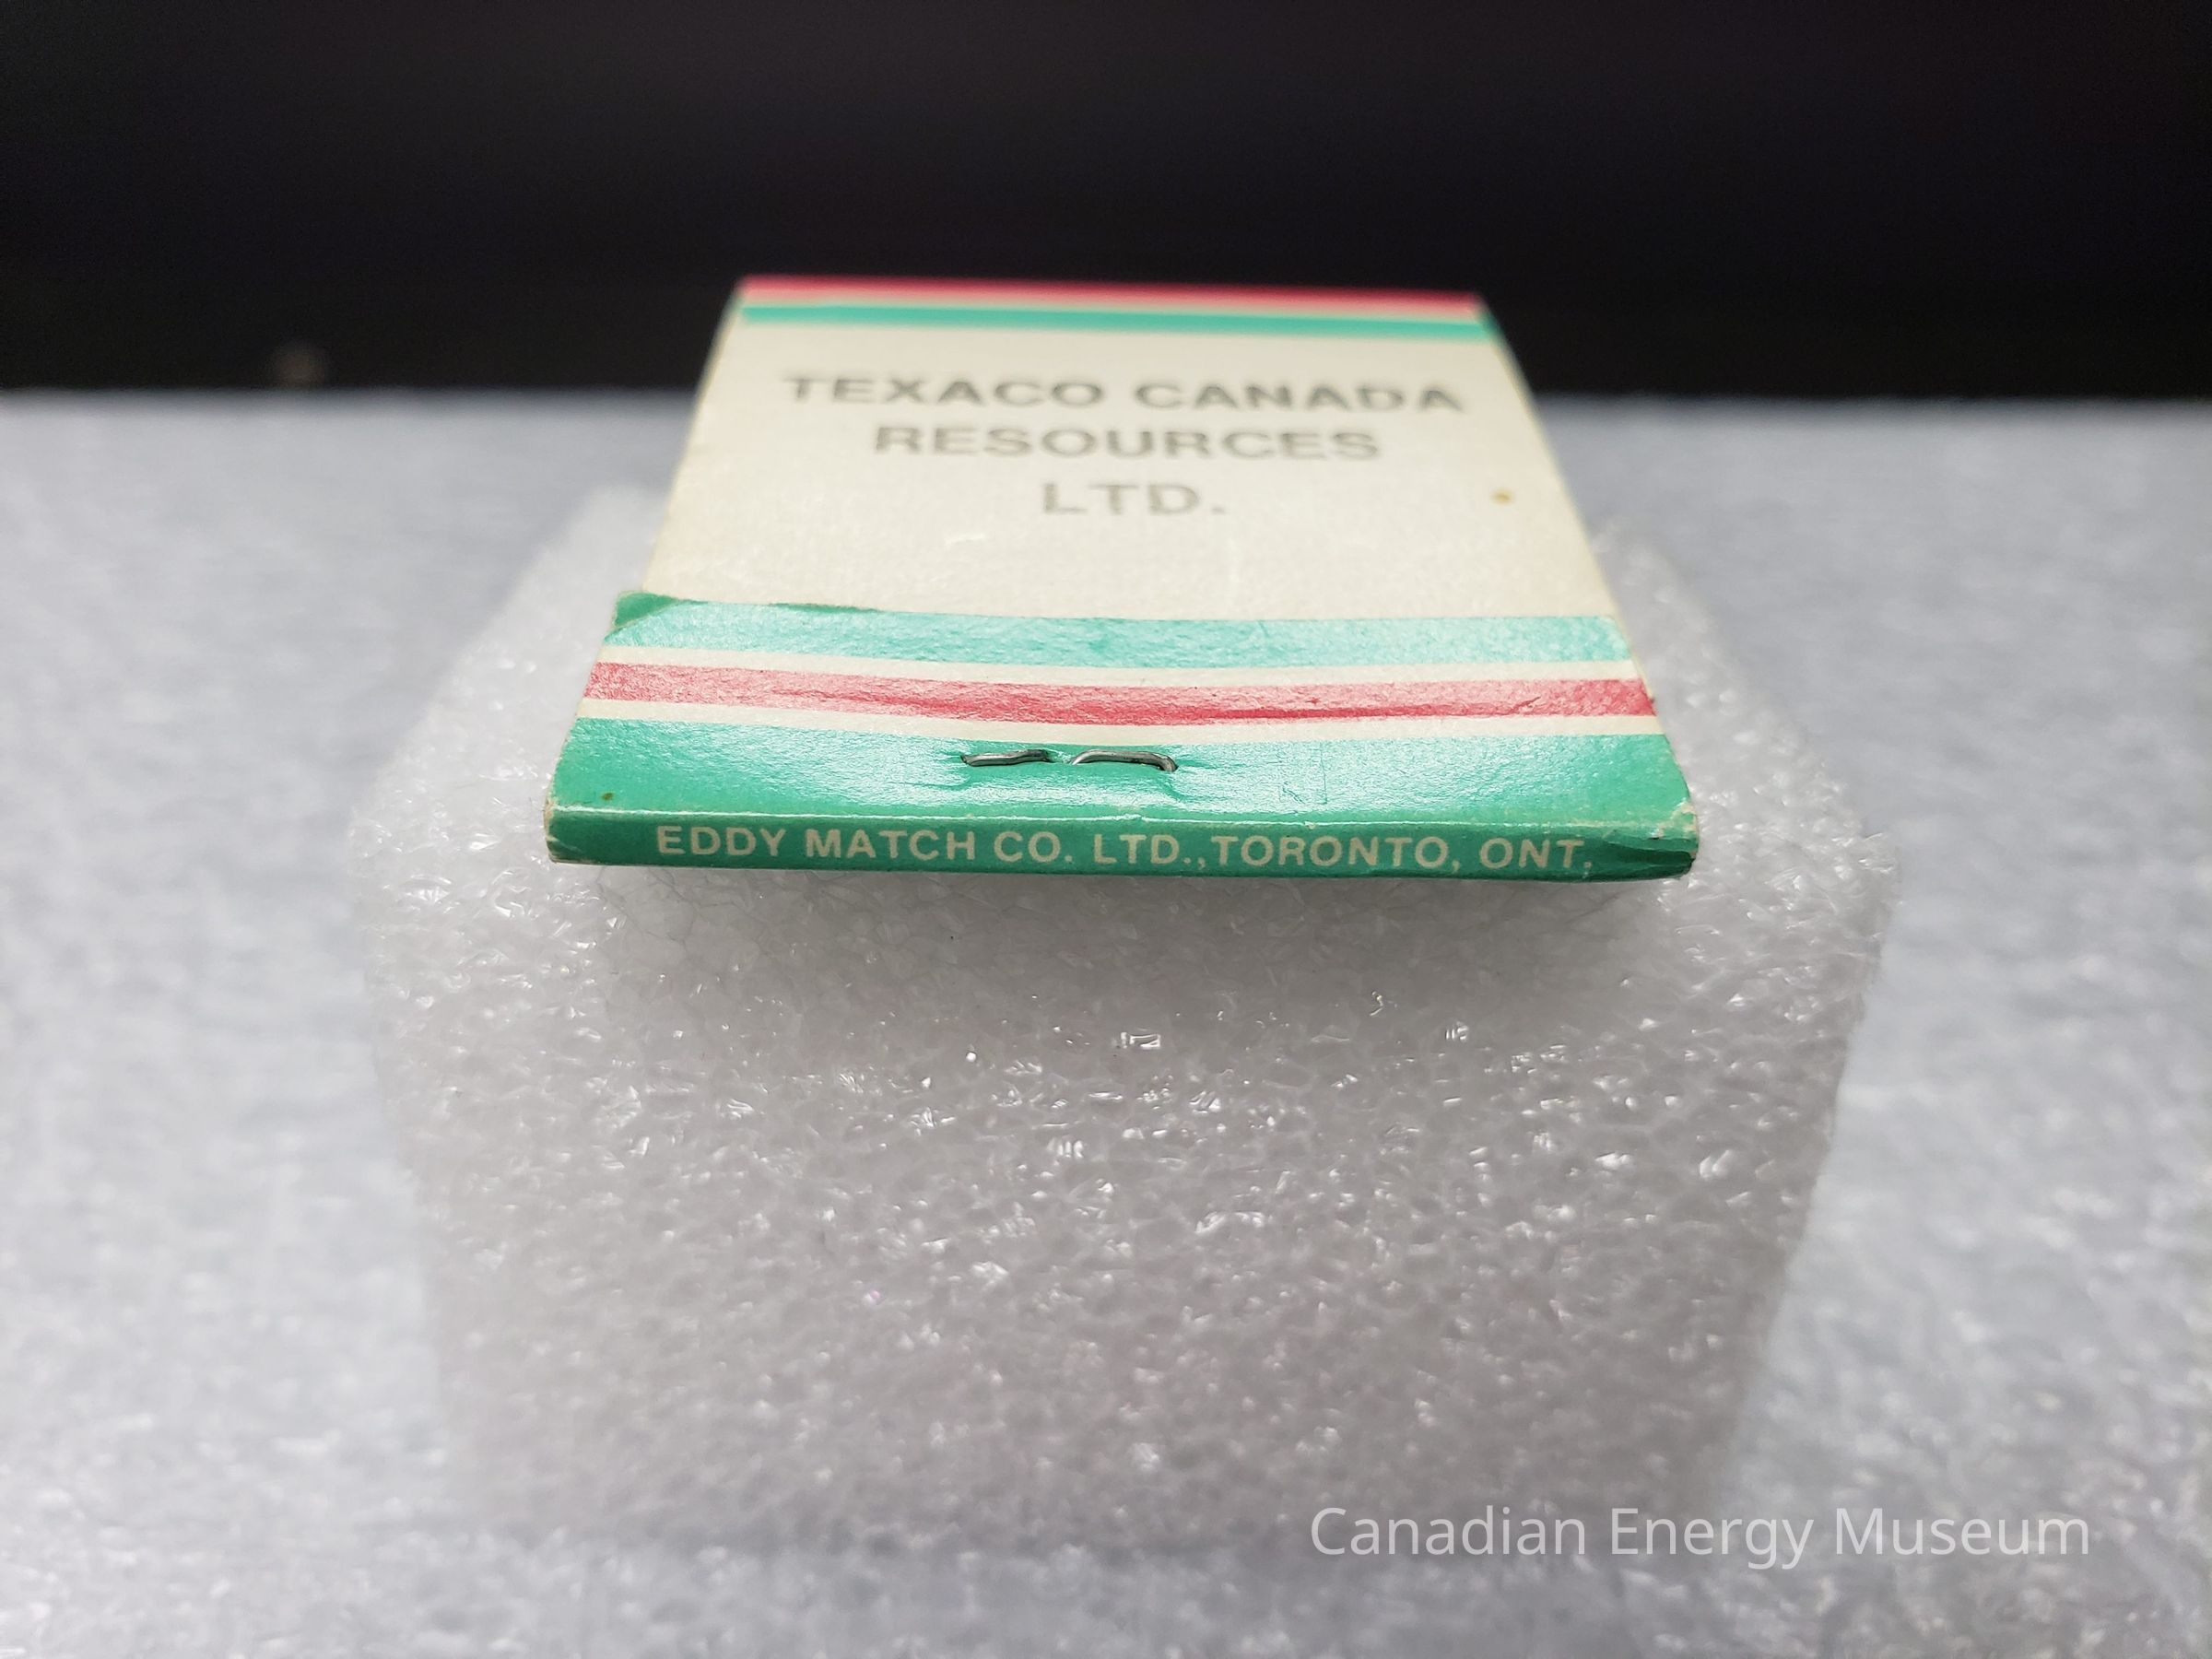 TEXACO CANADA
RESOURCES
LTD.
EDDY MATCH CO. LTD., TORONTO, ONT.
Canadian Energy Museum